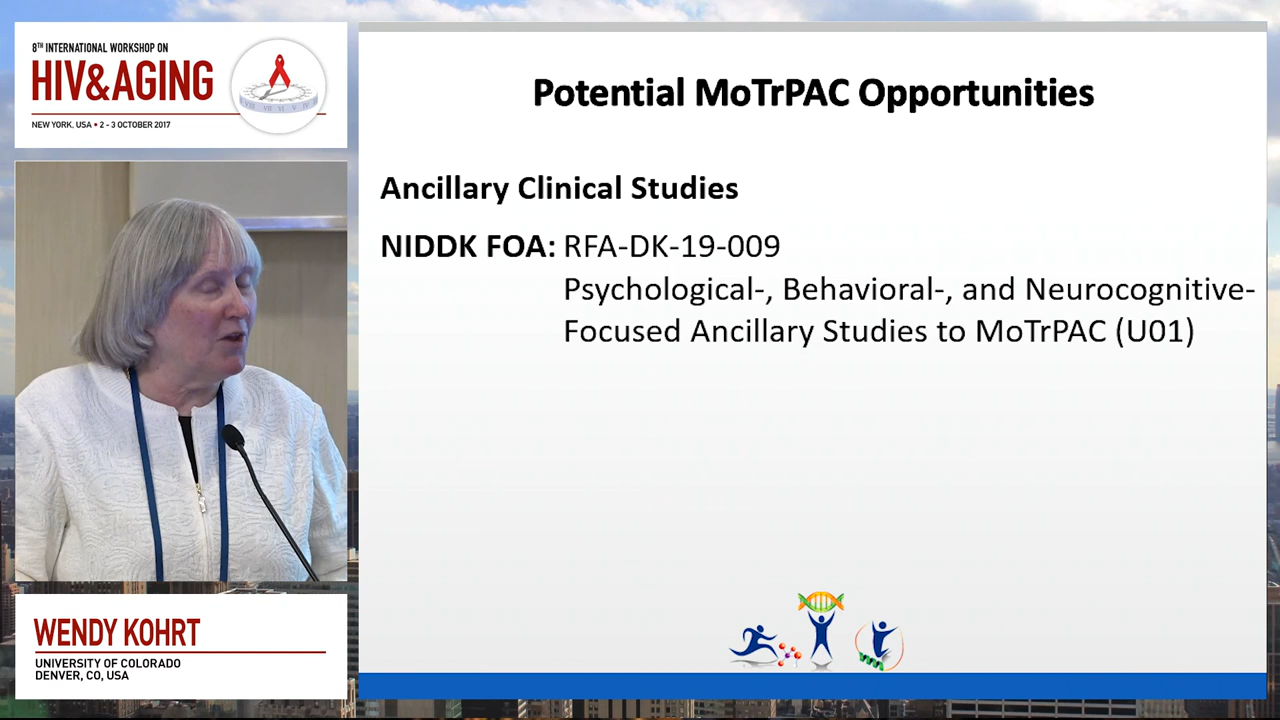 8TH INTERNATIONAL WORKSHOP ON
HIV&AGING
NEW YORK, USA • 2 - 3 OCTOBER 2017
Potential MoTrPAC Opportunities
Ancillary Clinical Studies
NIDDK FOA: RFA-DK-19-009
Psychological-, Behavioral-, and Neurocognitive-
Focused Ancillary Studies to MoTrPAC (U01)
WENDY KOHRT
UNIVERSITY OF COLORADO
DENVER, CO, USA